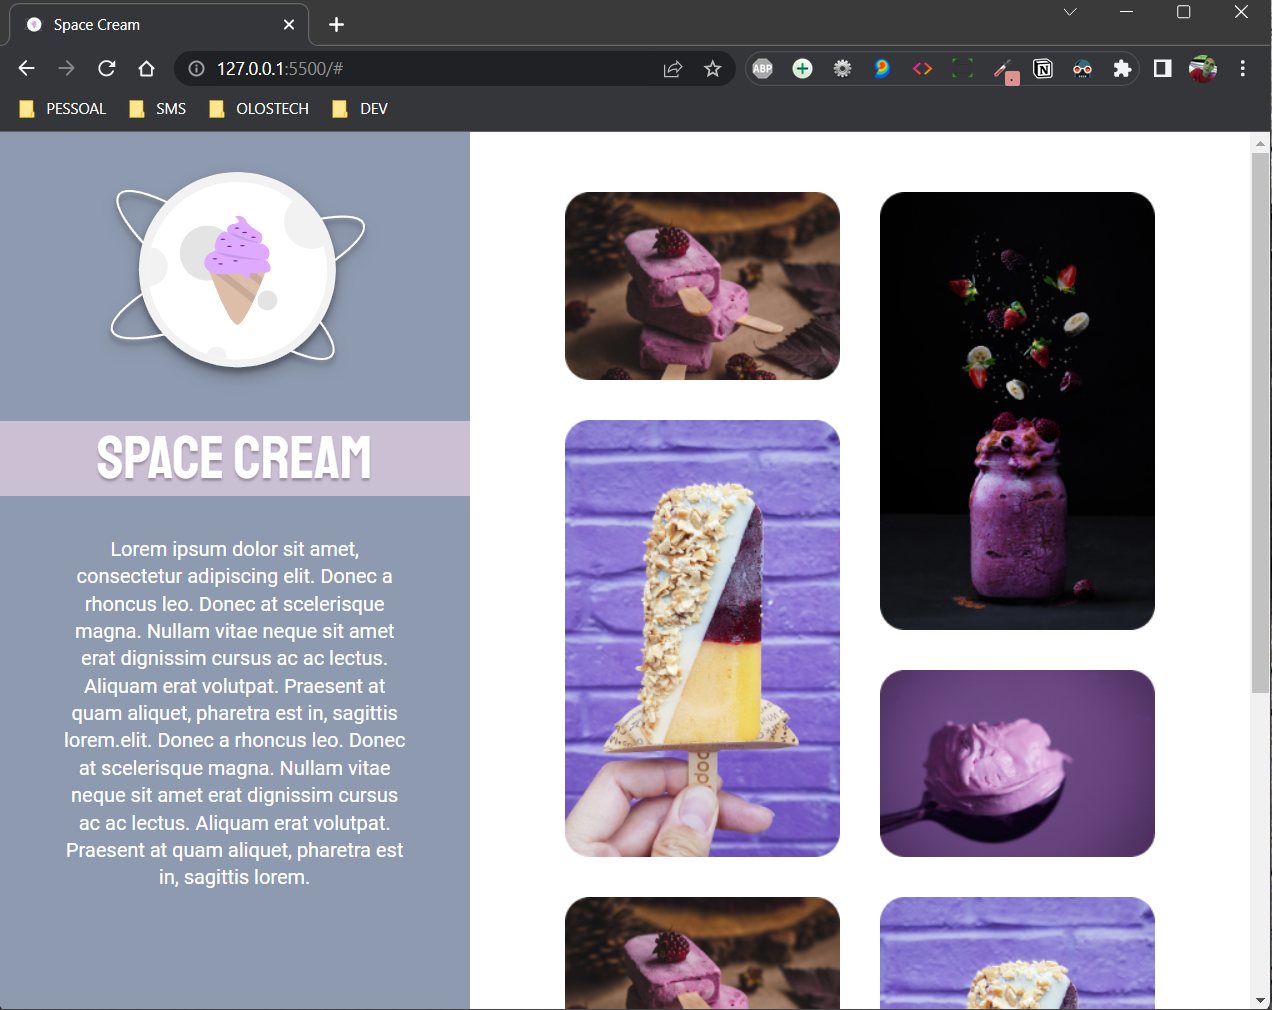 Space Cream
127.0.0.1:5500/#
ABP
N
PESSOAL
SMS
OLOSTECH
DEV
SPACE CREAM
Lorem ipsum dolor sit amet,
consectetur adipiscing elit. Donec a
rhoncus leo. Donec at scelerisque
magna. Nullam vitae neque sit amet
erat dignissim cursus ac ac lectus.
Aliquam erat volutpat. Praesent at
quam aliquet, pharetra est in, sagittis
lorem.elit. Donec a rhoncus leo. Donec
at scelerisque magna. Nullam vitae
neque sit amet erat dignissim cursus
ac ac lectus. Aliquam erat volutpat.
Praesent at quam aliquet, pharetra est
in, sagittis lorem.